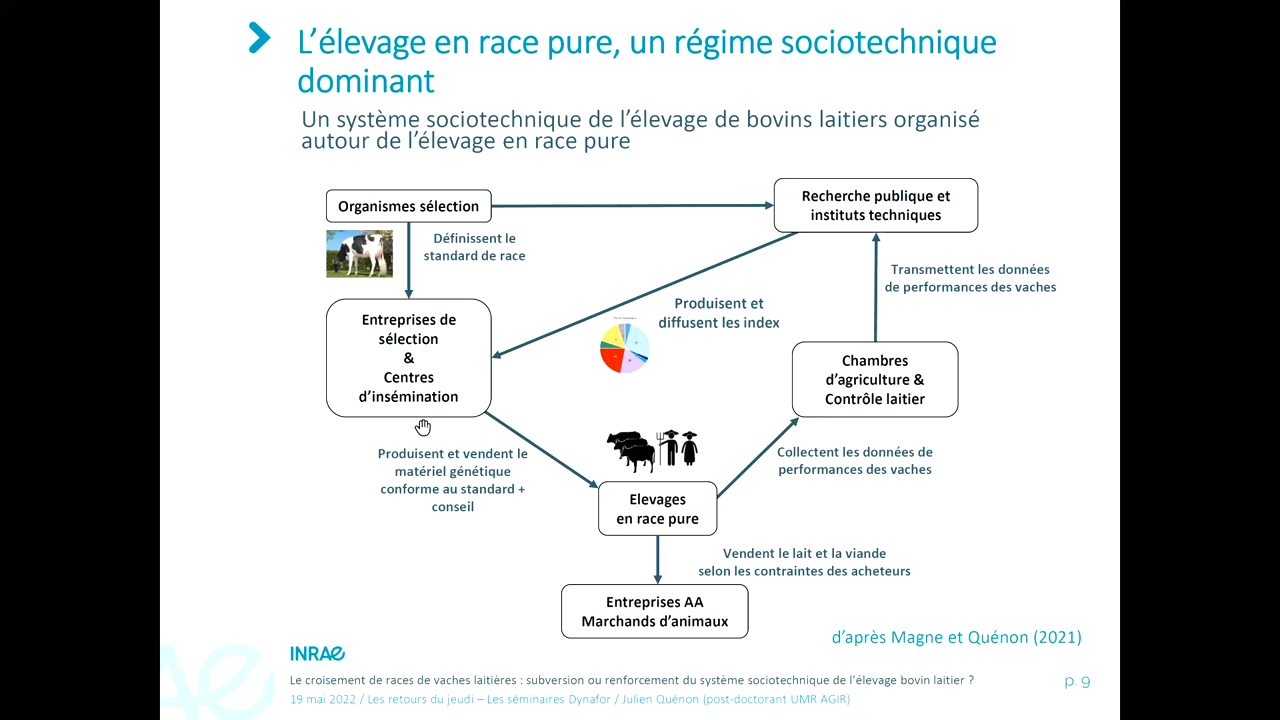 L'élevage en race pure, un régime sociotechnique
dominant
Un système sociotechnique de l'élevage de bovins laitiers organisé
autour de l'élevage en race pure
Organismes sélection
Recherche publique et
instituts techniques
Définissent le
standard de race
Transmettent les données
de performances des vaches
Produisent et
diffusent les index
Entreprises de
sélection
&
Centres
d'insémination
Chambres
d'agriculture &
Contrôle laitier
Produisent et vendent le
matériel génétique
conforme au standard +
conseil
Collectent les données de
performances des vaches
Elevages
en race pure
Vendent le lait et la viande
selon les contraintes des acheteurs
Entreprises AA
Marchands d'animaux
d'après Magne et Quénon (2021)
INRAE
Le croisement de races de vaches laitières : subversion ou renforcement du système sociotechnique de l'élevage bovin laitier ?
19 mai 2022 / Les retours du jeudi – Les séminaires Dynafor / Julien Quénon (post-doctorant UMR AGIR)
p. 9